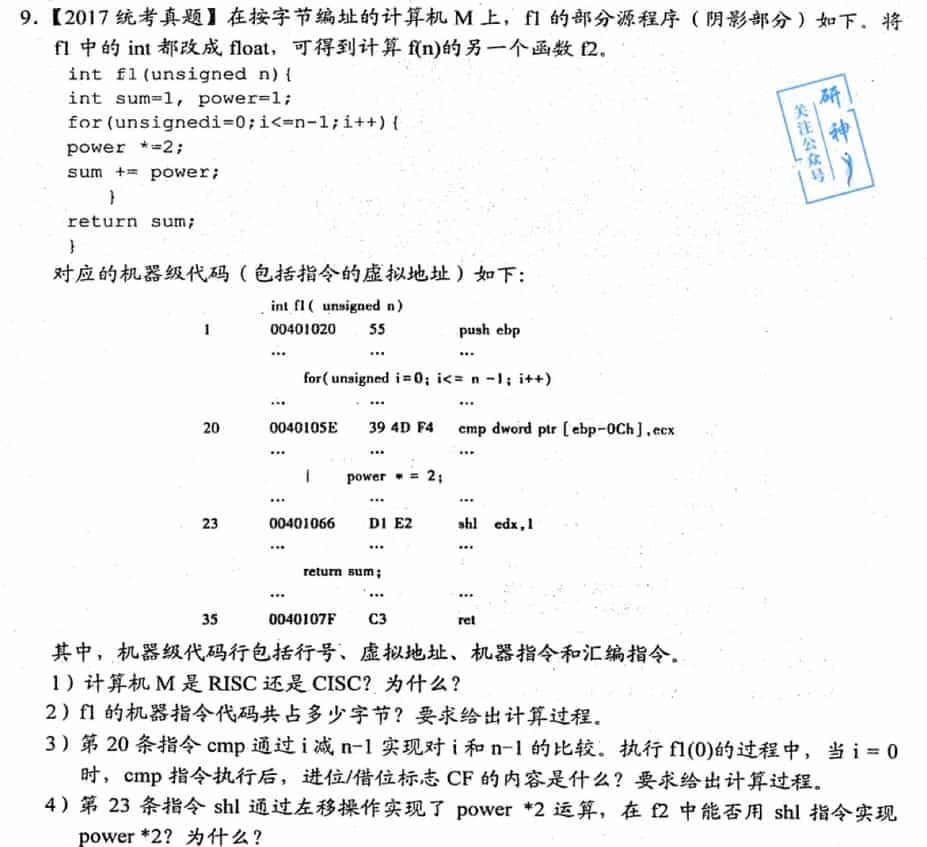 9.【2017 统考真题】在按字节编址的计算机 M 上，f1 的部分源程序（阴影部分）如下。将
f1 中的 int 都改成 float，可得到计算 f(n)的另一个函数 f2。
int f1(unsigned n){
int sum=1, power=1;
for(unsignedi=0;i<=n-1;i++){
power *=2;
sum += power;
}
return sum;
}
研神丫
关注公众号
对应的机器级代码（包括指令的虚拟地址）如下：
int f1( unsigned n)
1 00401020 55 push ebp
… … …
for( unsigned i=0; i<= n -1; i++)
… … …
20 0040105E 39 4D F4 cmp dword ptr [ebp-0Ch],ecx
… … …
| power * = 2;
… … …
23 00401066 D1 E2 shl edx,1
… … …
return sum;
… … …
35 0040107F C3 ret
其中，机器级代码行包括行号、虚拟地址、机器指令和汇编指令。
1）计算机 M 是 RISC 还是 CISC？为什么？
2）f1 的机器指令代码共占多少字节？要求给出计算过程。
3）第 20 条指令 cmp 通过 i 减 n-1 实现对 i 和 n-1 的比较。执行 f1(0)的过程中，当 i = 0
时，cmp 指令执行后，进位/借位标志 CF 的内容是什么？要求给出计算过程。
4）第 23 条指令 shl 通过左移操作实现了 power *2 运算，在 f2 中能否用 shl 指令实现
power *2？为什么？